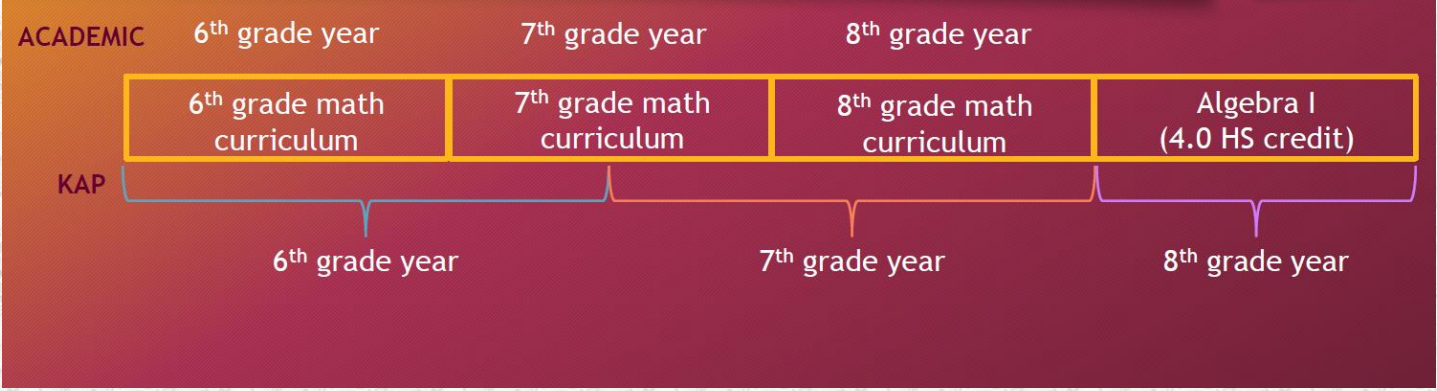 ACADEMIC 6th grade year 7th grade year 8th grade year
6th grade math 7th grade math 8th grade math Algebra I
curriculum curriculum curriculum (4.0 HS credit)
KAP
6th grade year 7th grade year 8th grade year